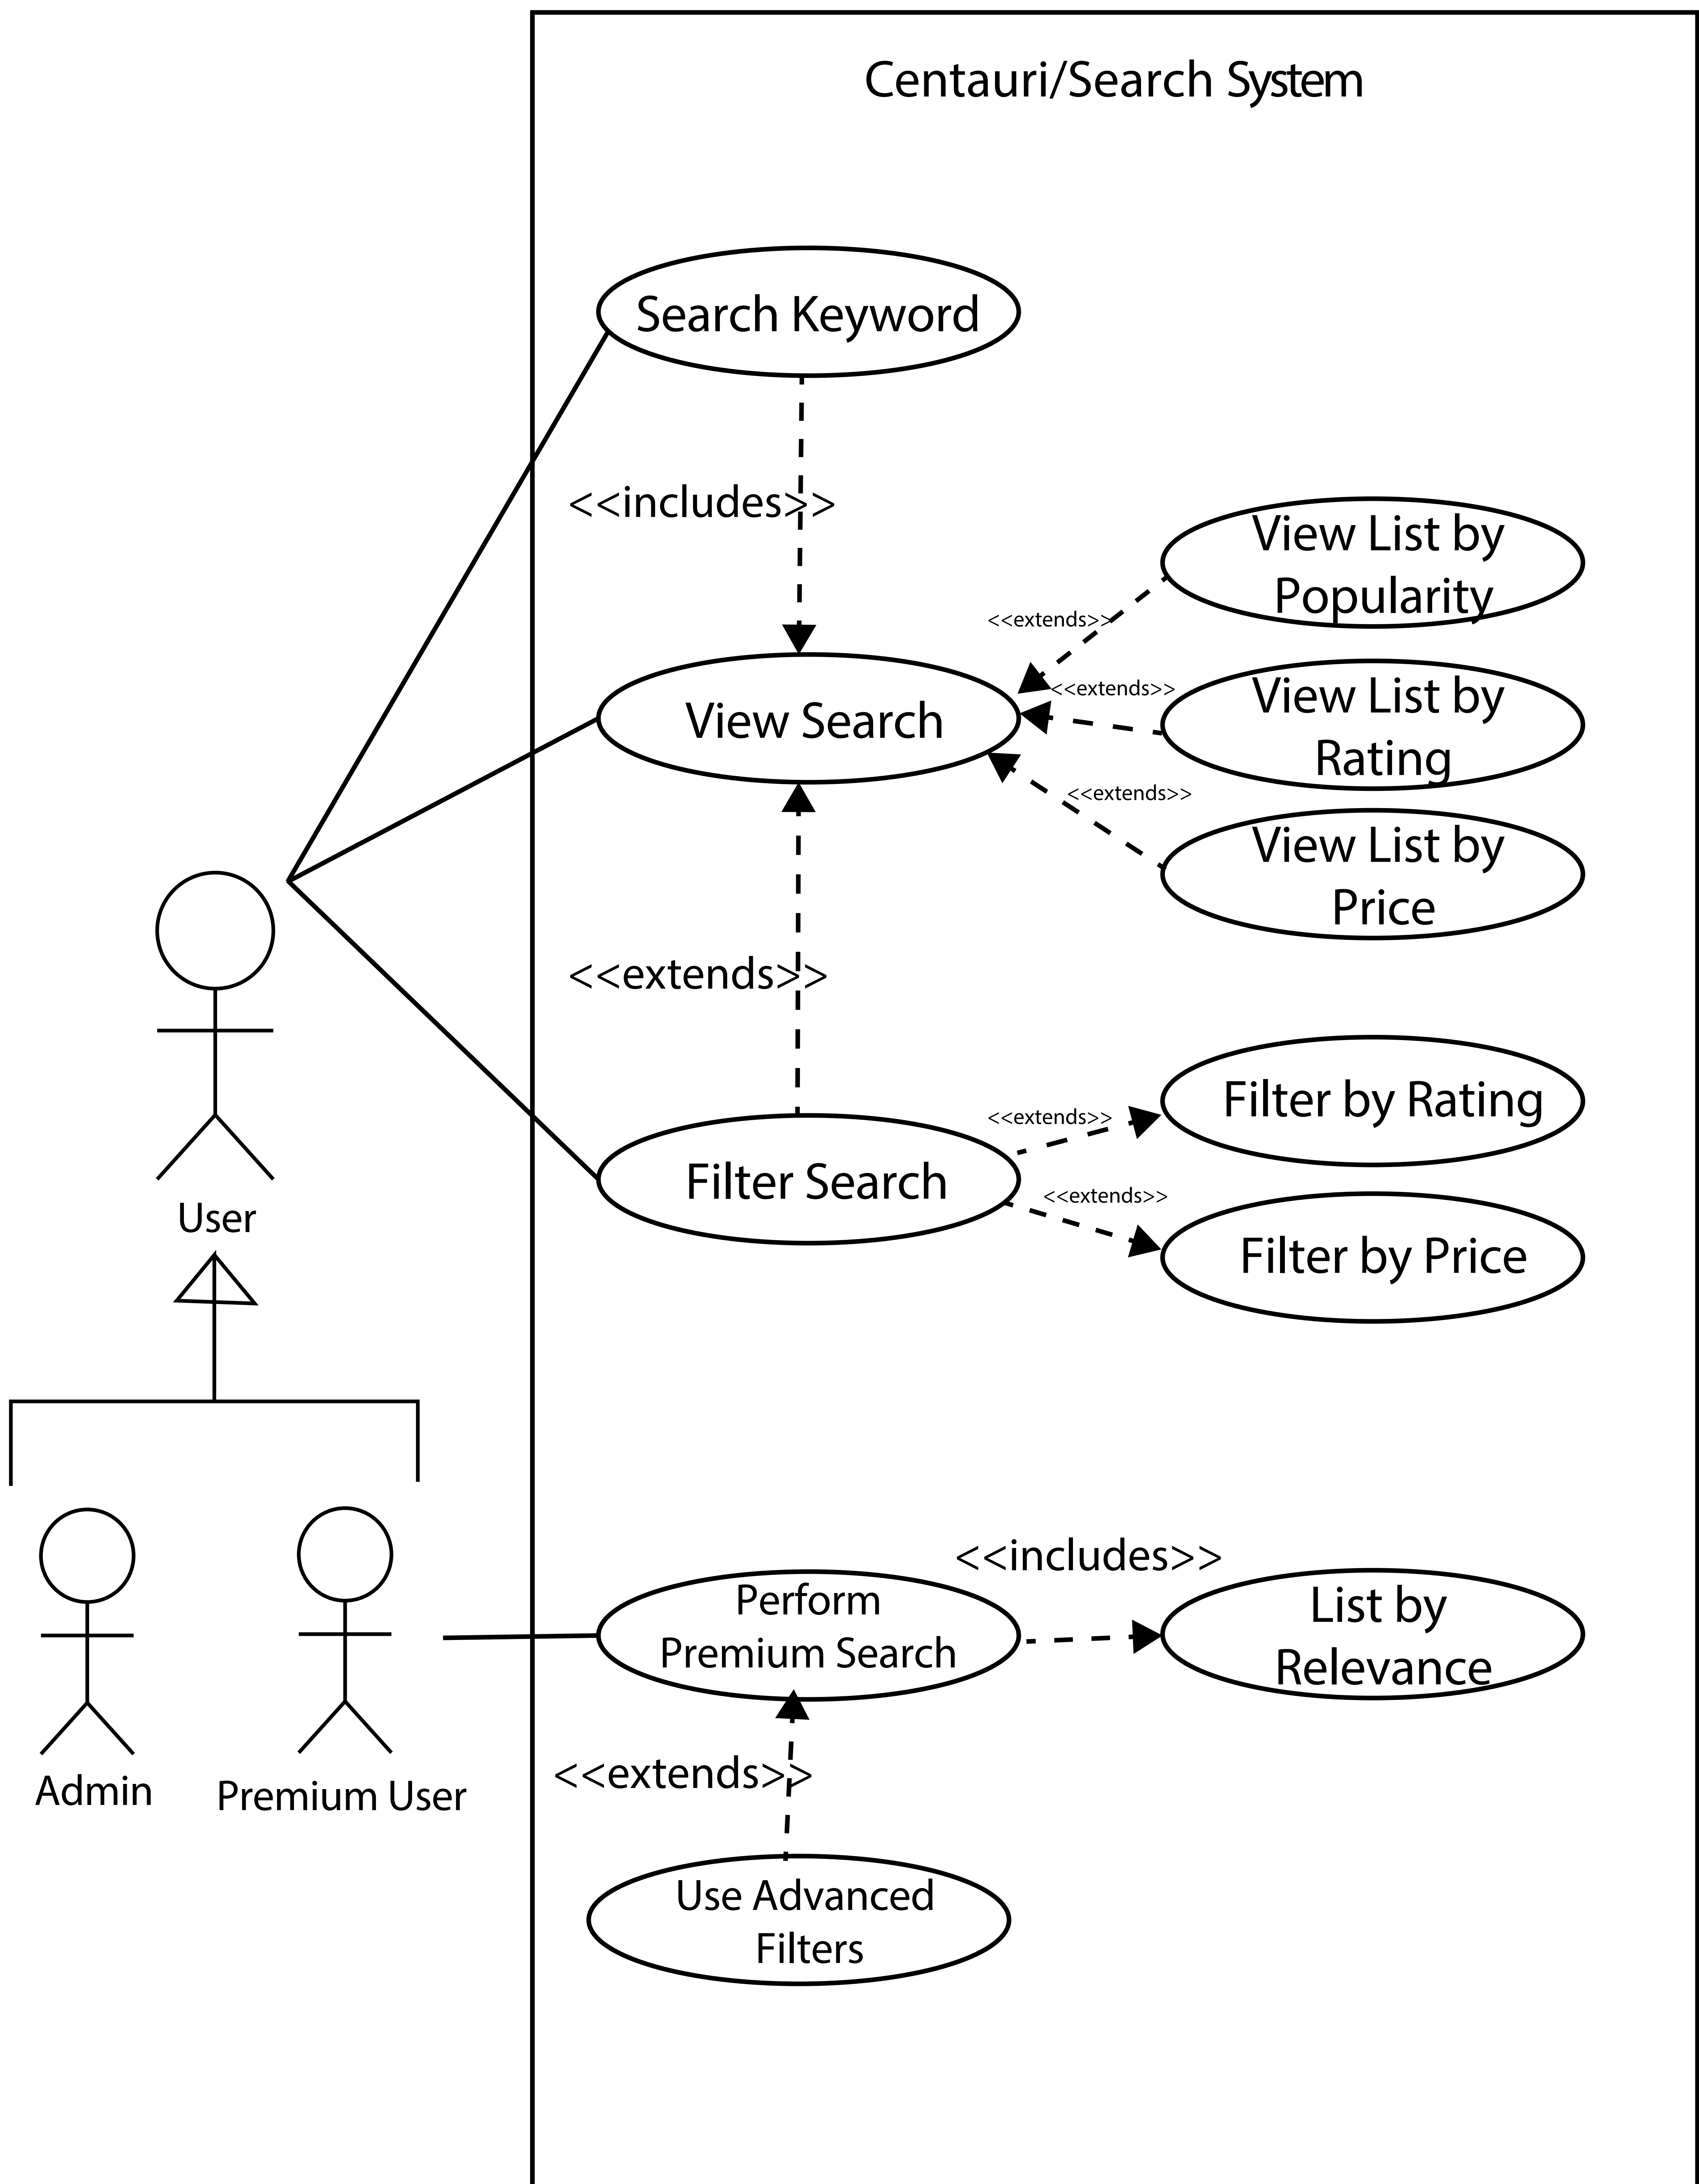 Centauri/Search System
Search Keyword
<<includes>>
View List by
Popularity
<<extends>>
<<extends>>
View List by
Rating
View Search
<<extends>>
View List by
Price
<<extends>>
Filter by Rating
<<extends>>
Filter Search
<<extends>>
User
Filter by Price
<<includes>>
Perform
Premium Search
List by
Relevance
<<extends>>
Admin
Premium User
Use Advanced
Filters